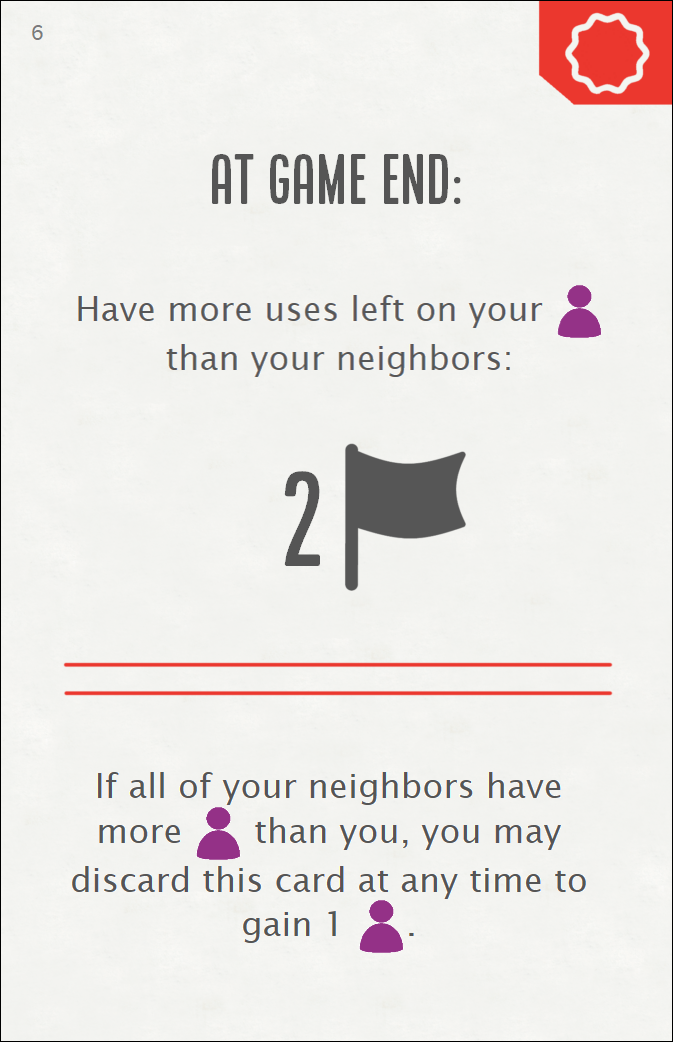 6
AT GAME END:
Have more uses left on your
than your neighbors:
2
If all of your neighbors have
more than you, you may
discard this card at any time to
gain 1 .